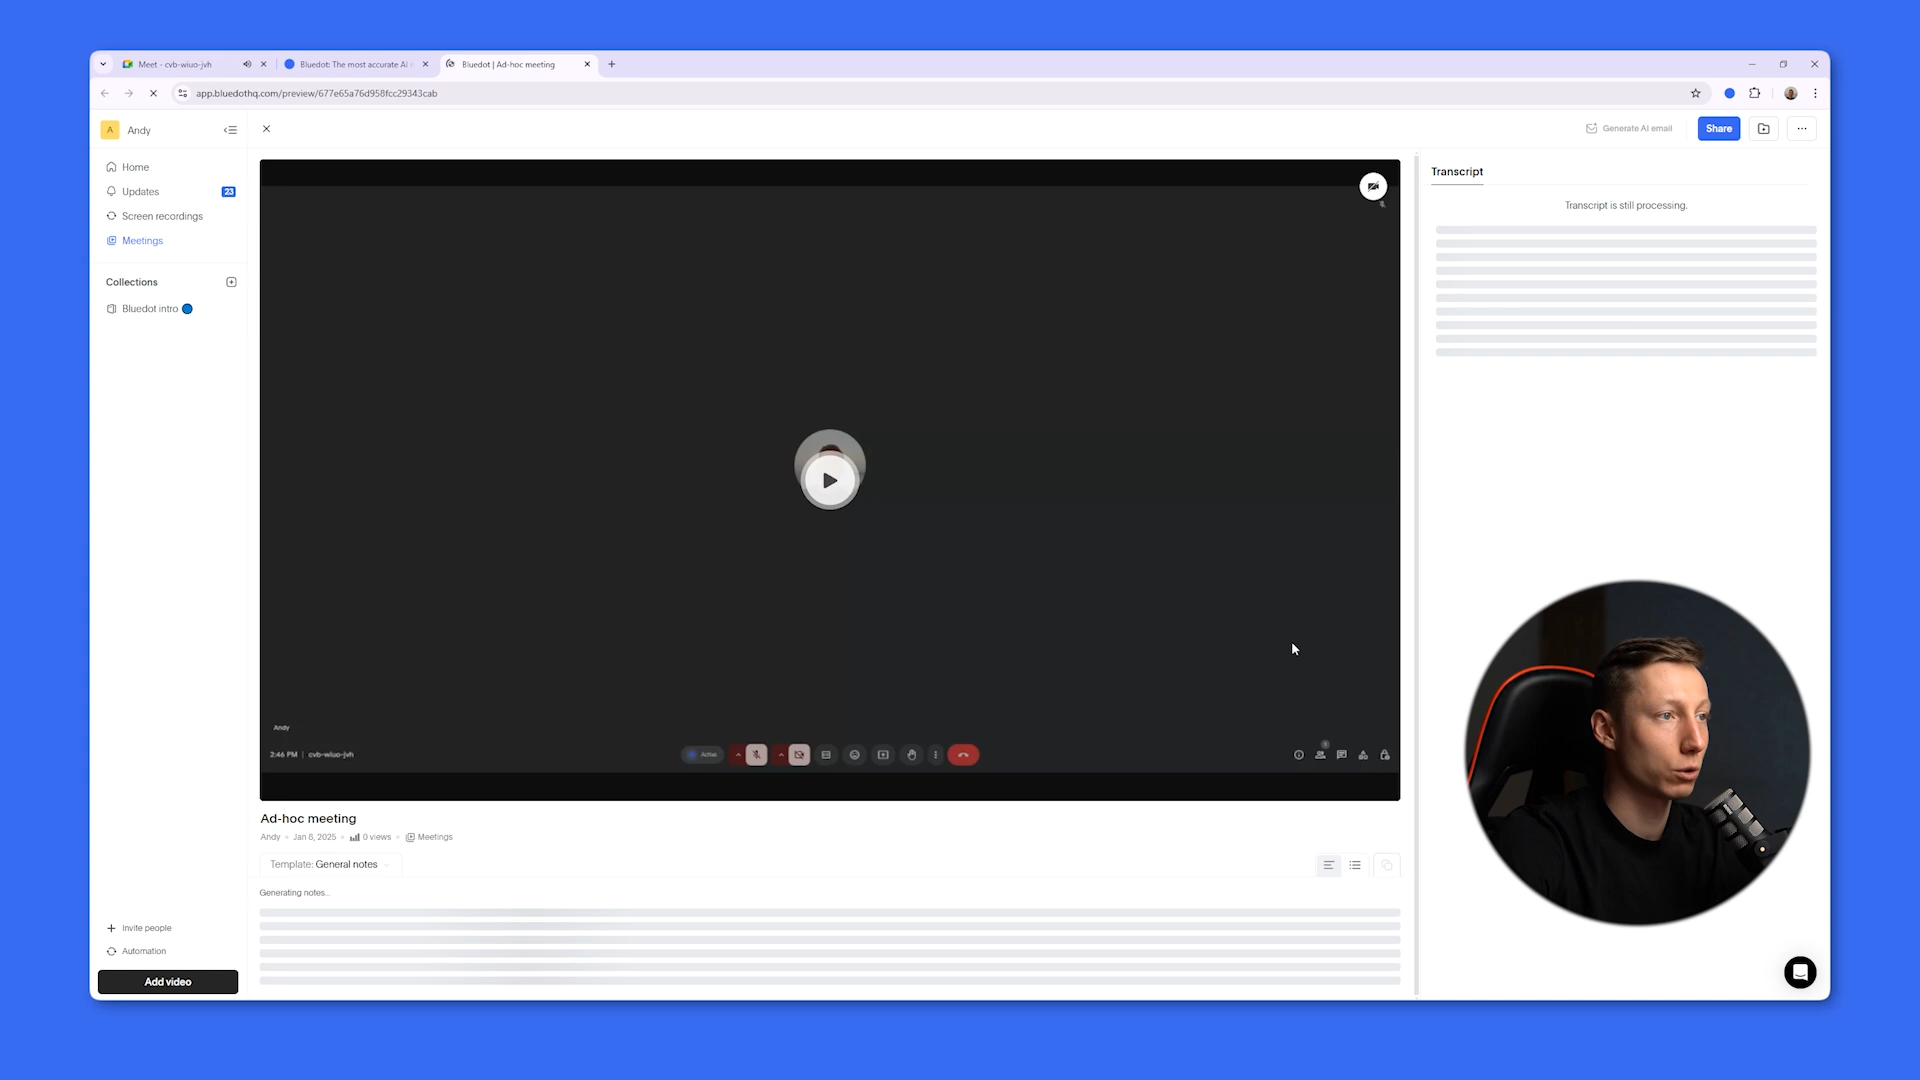 Meet - cvb-wiuo-jvh
Bluedot: The most accurate AI
Bluedot | Ad-hoc meeting
app.bluedothq.com/preview/677e65a76d958fcc29343cab
A
Andy
Generate AI email
Share
Home
Updates
23
Screen recordings
Meetings
Collections
Bluedot intro
Transcript
Transcript is still processing.
Andy
2:46 PM | cvb-wiuo-jvh
Active
Ad-hoc meeting
Andy • Jan 8, 2025 • 0 views • Meetings
Template: General notes
Generating notes...
Invite people
Automation
Add video